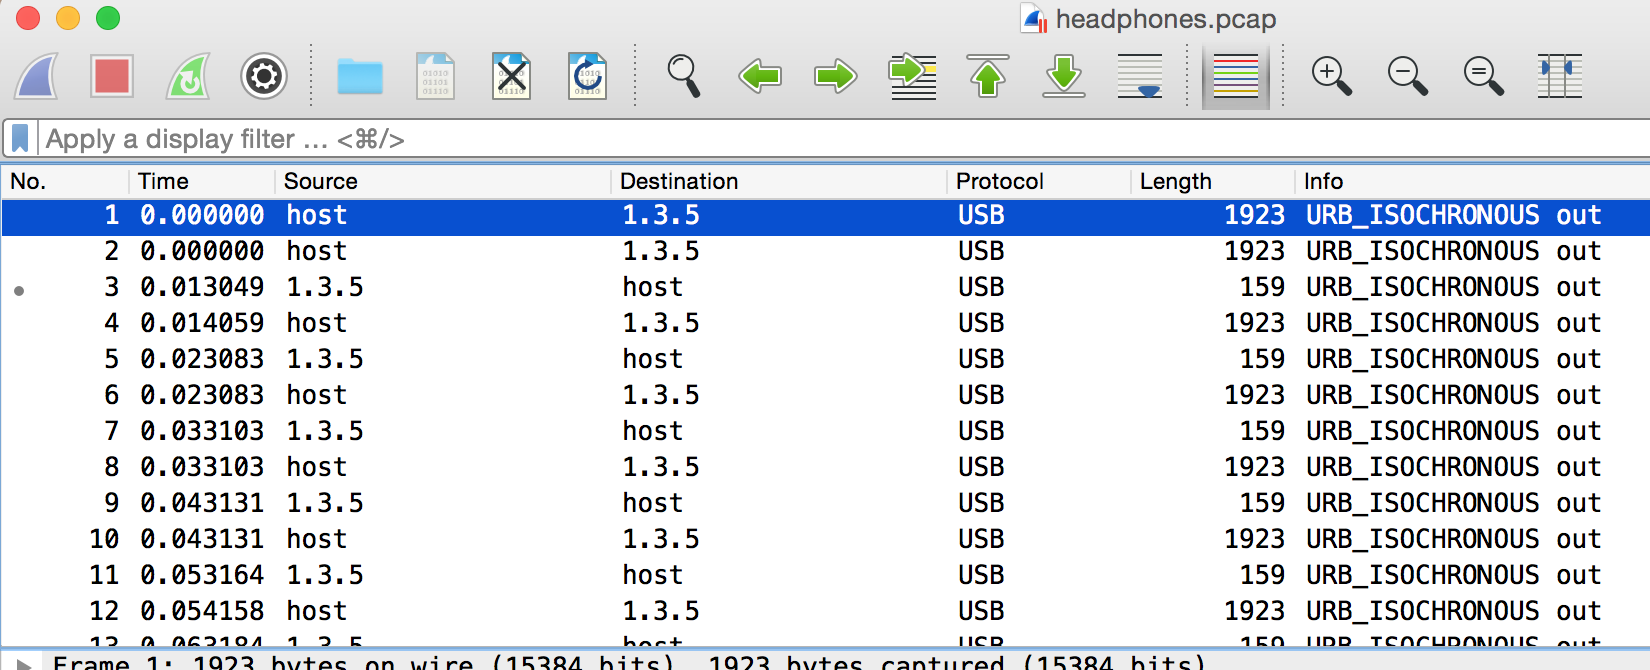 headphones.pcap
Apply a display filter ... <⌘/>
No. Time Source Destination Protocol Length Info
1 0.000000 host 1.3.5 USB 1923 URB_ISOCHRONOUS out
2 0.000000 host 1.3.5 USB 1923 URB_ISOCHRONOUS out
3 0.013049 1.3.5 host USB 159 URB_ISOCHRONOUS out
4 0.014059 host 1.3.5 USB 1923 URB_ISOCHRONOUS out
5 0.023083 1.3.5 host USB 159 URB_ISOCHRONOUS out
6 0.023083 host 1.3.5 USB 1923 URB_ISOCHRONOUS out
7 0.033103 1.3.5 host USB 159 URB_ISOCHRONOUS out
8 0.033103 host 1.3.5 USB 1923 URB_ISOCHRONOUS out
9 0.043131 1.3.5 host USB 159 URB_ISOCHRONOUS out
10 0.043131 host 1.3.5 USB 1923 URB_ISOCHRONOUS out
11 0.053164 1.3.5 host USB 159 URB_ISOCHRONOUS out
12 0.054158 host 1.3.5 USB 1923 URB_ISOCHRONOUS out
13 0.063184 1.3.5 host USB 159 URB_ISOCHRONOUS out
Frame 1: 1923 bytes on wire (15384 bits), 1923 bytes captured (15384 bits)